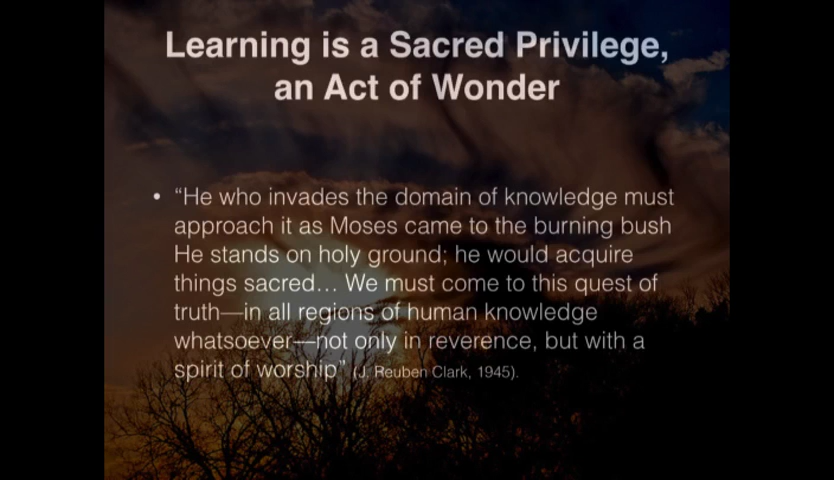 Learning is a Sacred Privilege,
an Act of Wonder
• “He who invades the domain of knowledge must
approach it as Moses came to the burning bush
He stands on holy ground; he would acquire
things sacred… We must come to this quest of
truth—in all regions of human knowledge
whatsoever—not only in reverence, but with a
spirit of worship” (J. Reuben Clark, 1945).